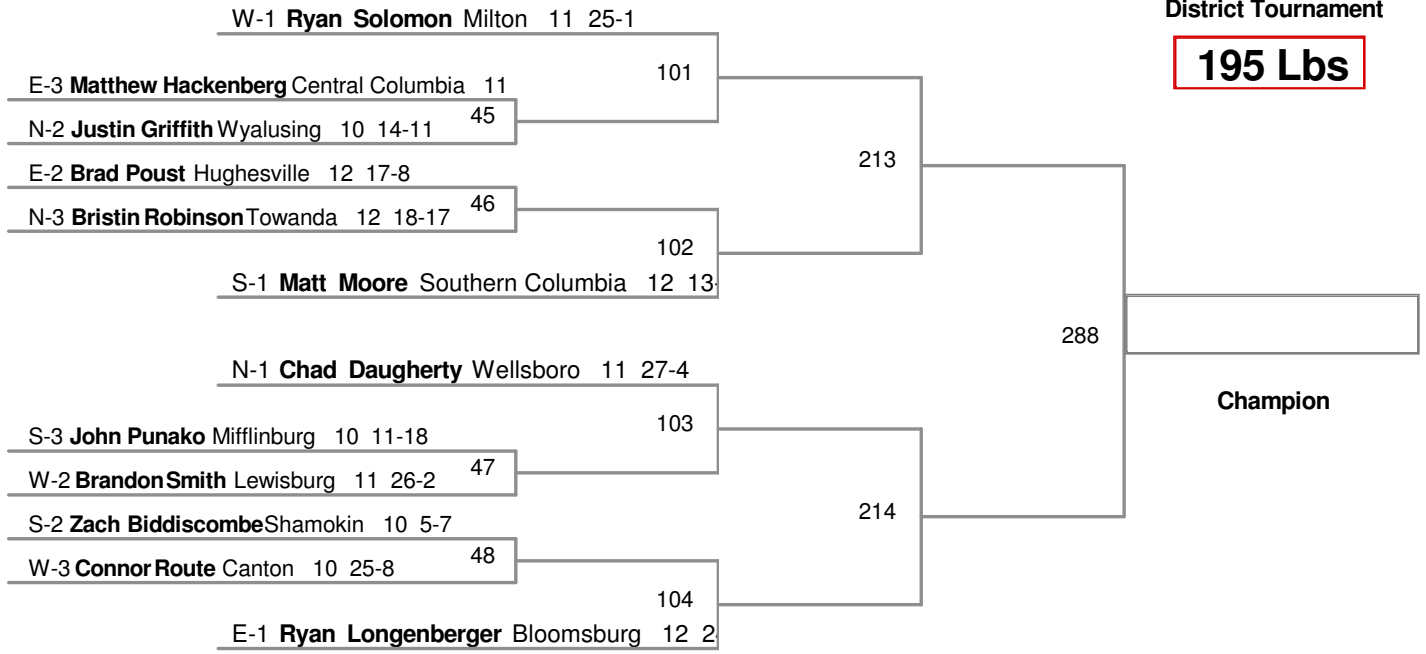 District Tournament
195 Lbs
W-1 Ryan Solomon Milton 11 25-1
101
E-3 Matthew Hackenberg Central Columbia 11
45
N-2 Justin Griffith Wyalusing 10 14-11
213
E-2 Brad Poust Hughesville 12 17-8
46
N-3 Bristin Robinson Towanda 12 18-17
102
S-1 Matt Moore Southern Columbia 12 13-
288
N-1 Chad Daugherty Wellsboro 11 27-4
Champion
103
S-3 John Punako Mifflinburg 10 11-18
47
W-2 Brandon Smith Lewisburg 11 26-2
214
S-2 Zach Biddiscombe Shamokin 10 5-7
48
W-3 Connor Route Canton 10 25-8
104
E-1 Ryan Longenberger Bloomsburg 12